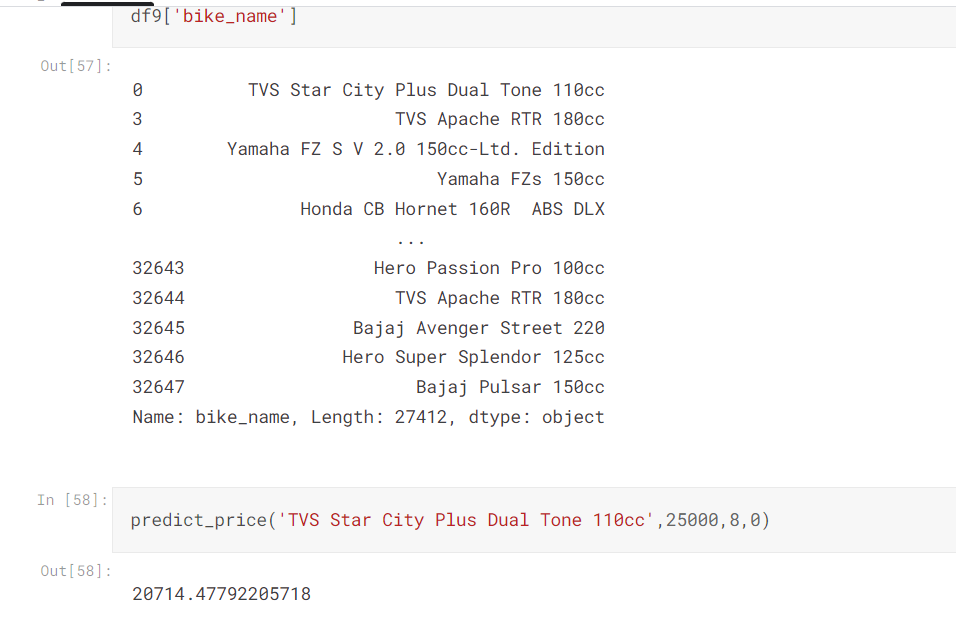 df9['bike_name']
Out[57]:
0 TVS Star City Plus Dual Tone 110cc
3 TVS Apache RTR 180cc
4 Yamaha FZ S V 2.0 150cc-Ltd. Edition
5 Yamaha FZs 150cc
6 Honda CB Hornet 160R  ABS DLX
...
32643 Hero Passion Pro 100cc
32644 TVS Apache RTR 180cc
32645 Bajaj Avenger Street 220
32646 Hero Super Splendor 125cc
32647 Bajaj Pulsar 150cc
Name: bike_name, Length: 27412, dtype: object
In [58]:
predict_price('TVS Star City Plus Dual Tone 110cc',25000,8,0)
Out[58]:
20714.47792205718